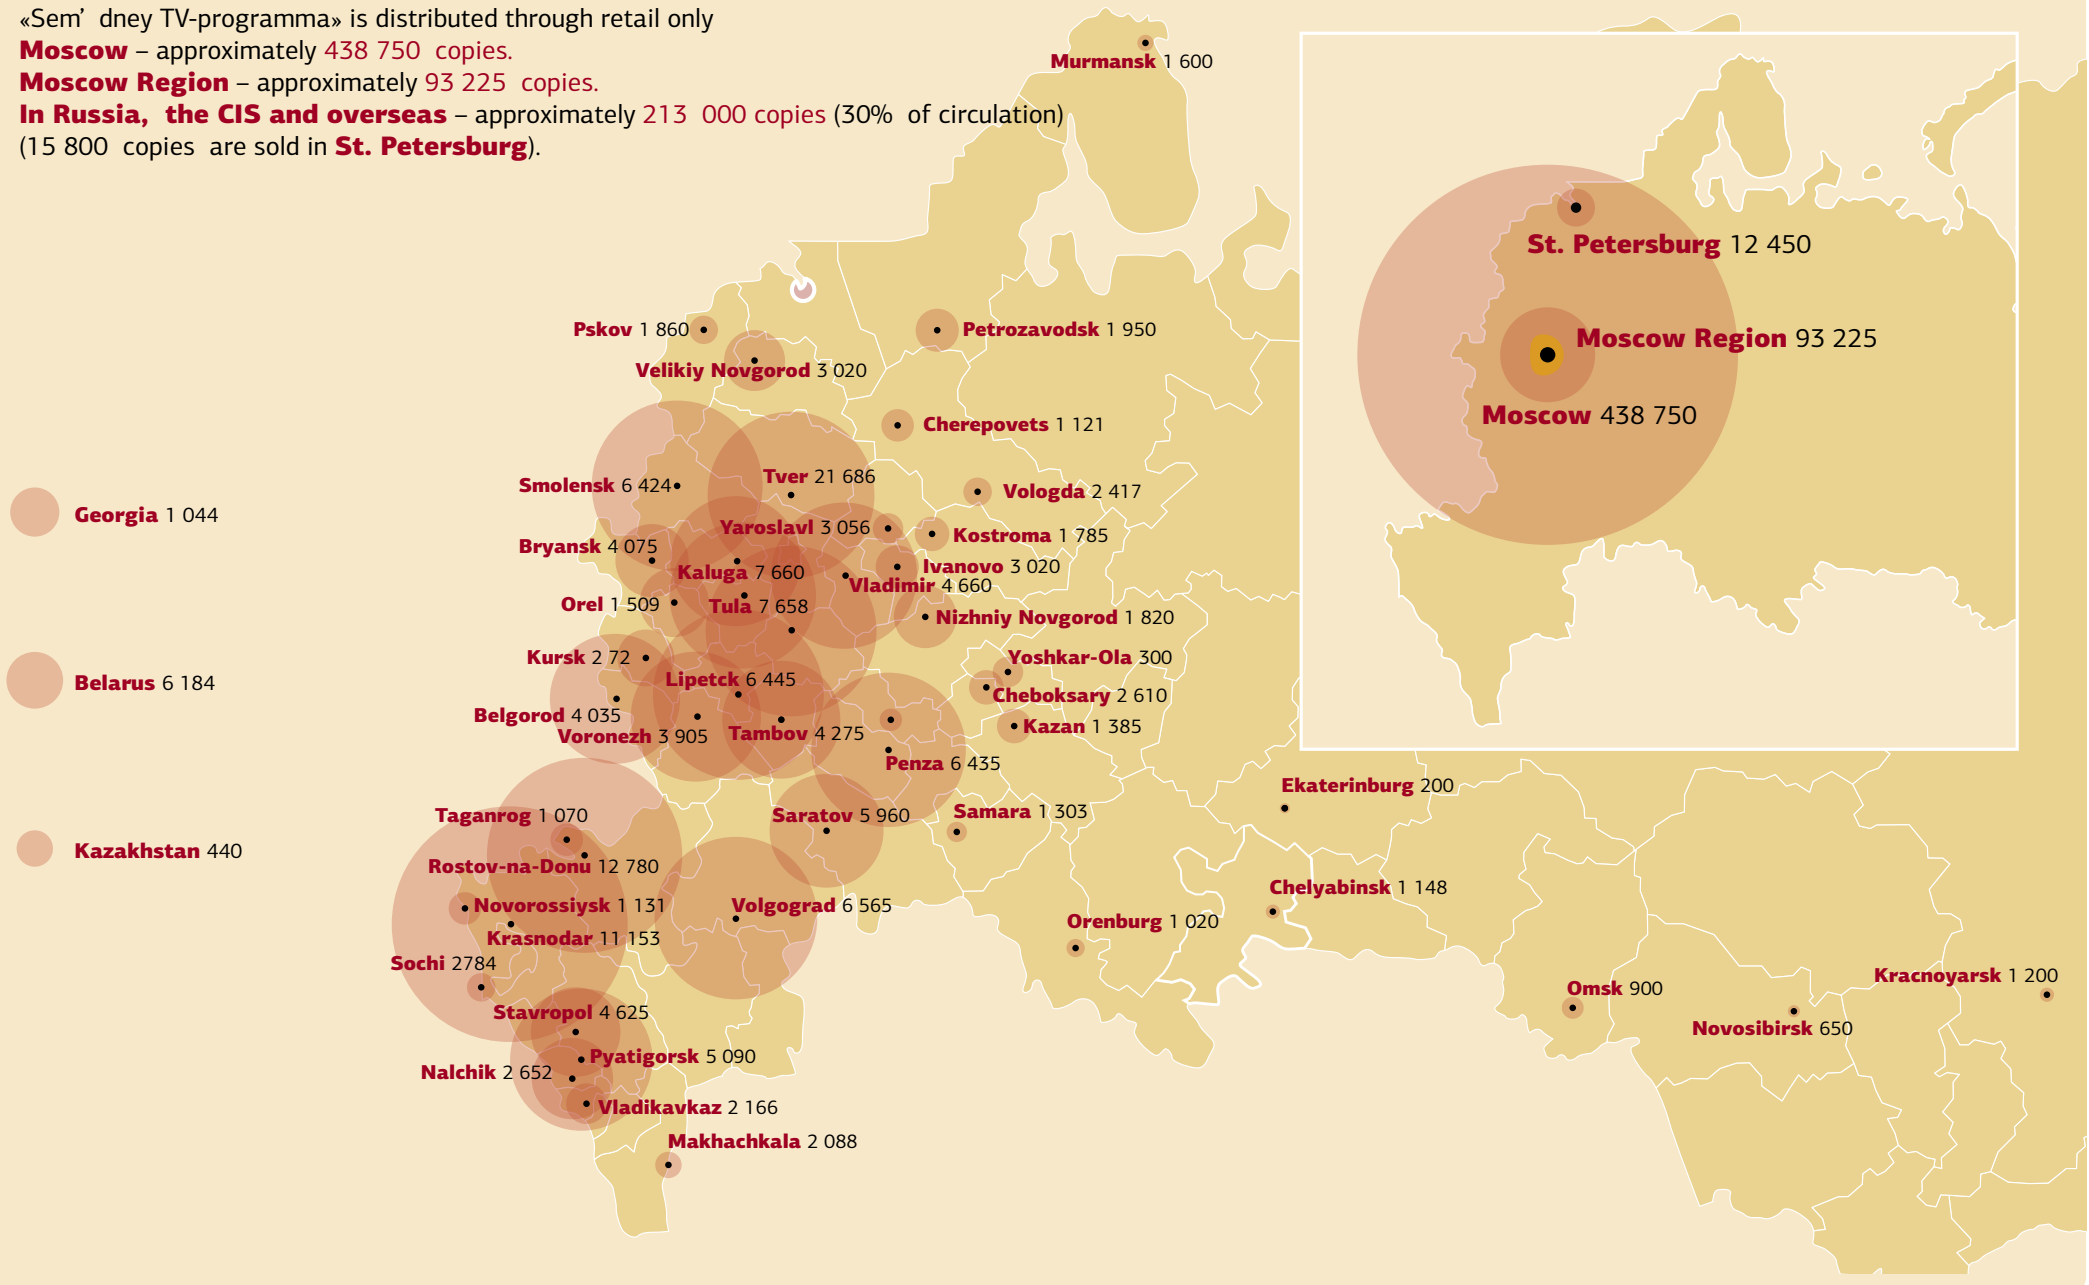 «Sem’ dney TV-programma» is distributed through retail only
Moscow – approximately 438 750 copies.
Moscow Region – approximately 93 225 copies.
In Russia, the CIS and overseas – approximately 213 000 copies (30% of circulation)
(15 800 copies are sold in St. Petersburg).
Murmansk 1 600
St. Petersburg 12 450
Moscow Region 93 225
Moscow 438 750
Pskov 1 860
Petrozavodsk 1 950
Velikiy Novgorod 3 020
Cherepovets 1 121
Tver 21 686
Smolensk 6 424
Vologda 2 417
Georgia 1 044
Yaroslavl 3 056
Kostroma 1 785
Bryansk 4 075
Ivanovo 3 020
Kaluga 7 660
Vladimir 4 660
Orel 1 509
Tula 7 658
Nizhniy Novgorod 1 820
Kursk 2 72
Yoshkar-Ola 300
Belarus 6 184
Lipetck 6 445
Cheboksary 2 610
Belgorod 4 035
Kazan 1 385
Voronezh 3 905
Tambov 4 275
Penza 6 435
Ekaterinburg 200
Taganrog 1 070
Saratov 5 960
Samara 1 303
Kazakhstan 440
Rostov-na-Donu 12 780
Chelyabinsk 1 148
Novorossiysk 1 131
Volgograd 6 565
Orenburg 1 020
Krasnodar 11 153
Sochi 2784
Kracnoyarsk 1 200
Omsk 900
Stavropol 4 625
Novosibirsk 650
Pyatigorsk 5 090
Nalchik 2 652
Vladikavkaz 2 166
Makhachkala 2 088